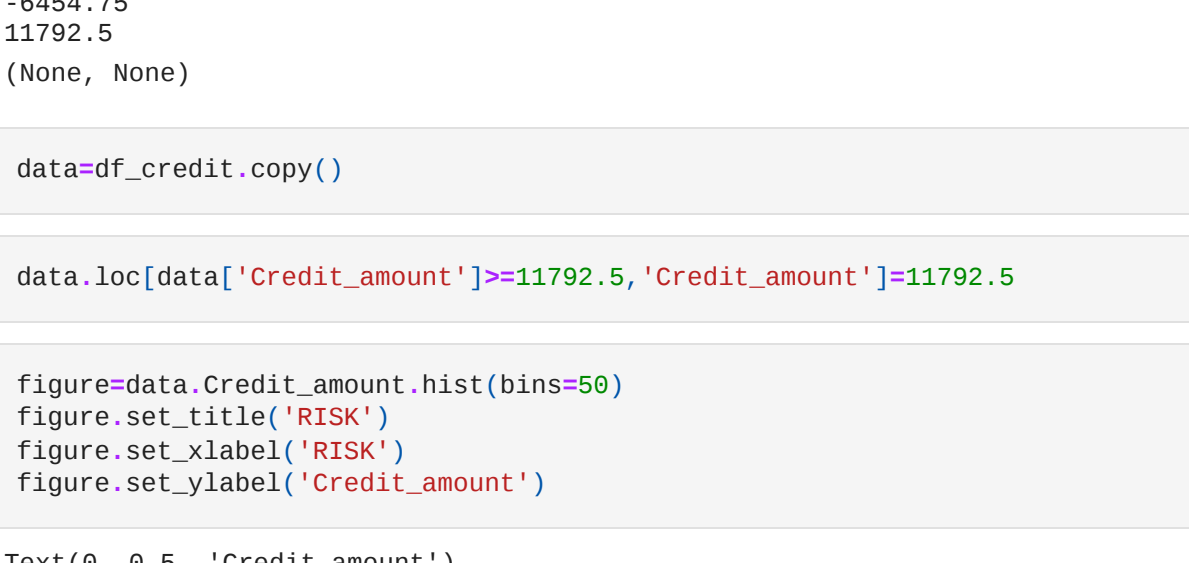 -6454.75
11792.5
(None, None)
data=df_credit.copy()
data.loc[data['Credit_amount']>=11792.5,'Credit_amount']=11792.5
figure=data.Credit_amount.hist(bins=50)
figure.set_title('RISK')
figure.set_xlabel('RISK')
figure.set_ylabel('Credit_amount')
Text(0, 0.5, 'Credit_amount')